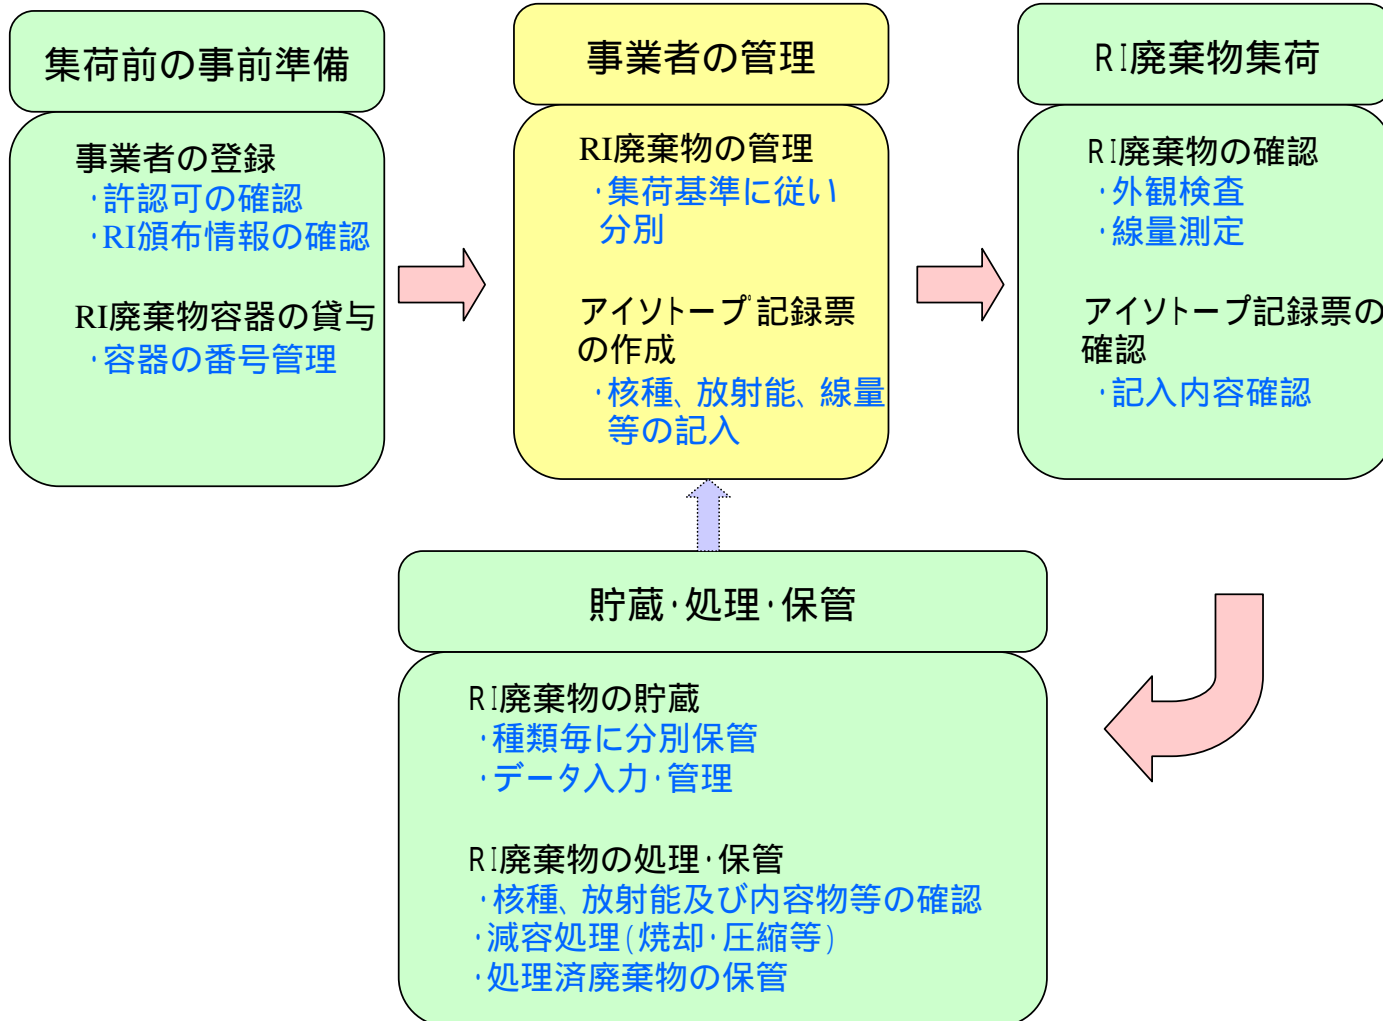 集荷前の事前準備
事業者の登録
・許認可の確認
・RI頒布情報の確認
RI廃棄物容器の貸与
・容器の番号管理
事業者の管理
RI廃棄物の管理
・集荷基準に従い
分別
アイソトープ記録票
の作成
・核種、放射能、線量
等の記入
RI廃棄物集荷
RI廃棄物の確認
・外観検査
・線量測定
アイソトープ記録票の
確認
・記入内容確認
貯蔵・処理・保管
RI廃棄物の貯蔵
・種類毎に分別保管
・データ入力・管理
RI廃棄物の処理・保管
・核種、放射能及び内容物等の確認
・減容処理(焼却・圧縮等)
・処理済廃棄物の保管